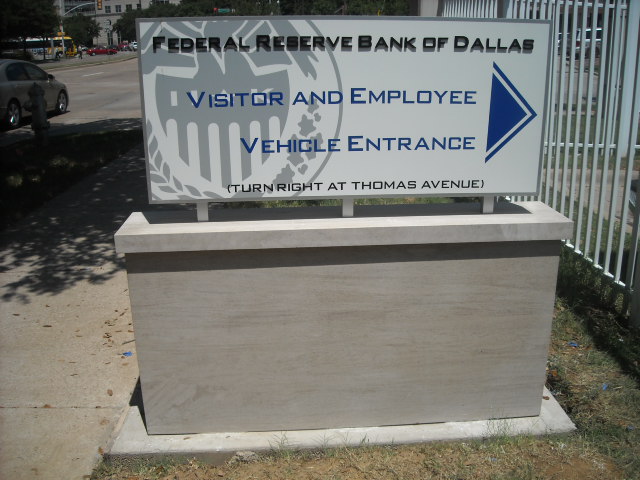 Federal Reserve Bank of Dallas
Visitor and Employee
Vehicle Entrance
(Turn right at Thomas Avenue)